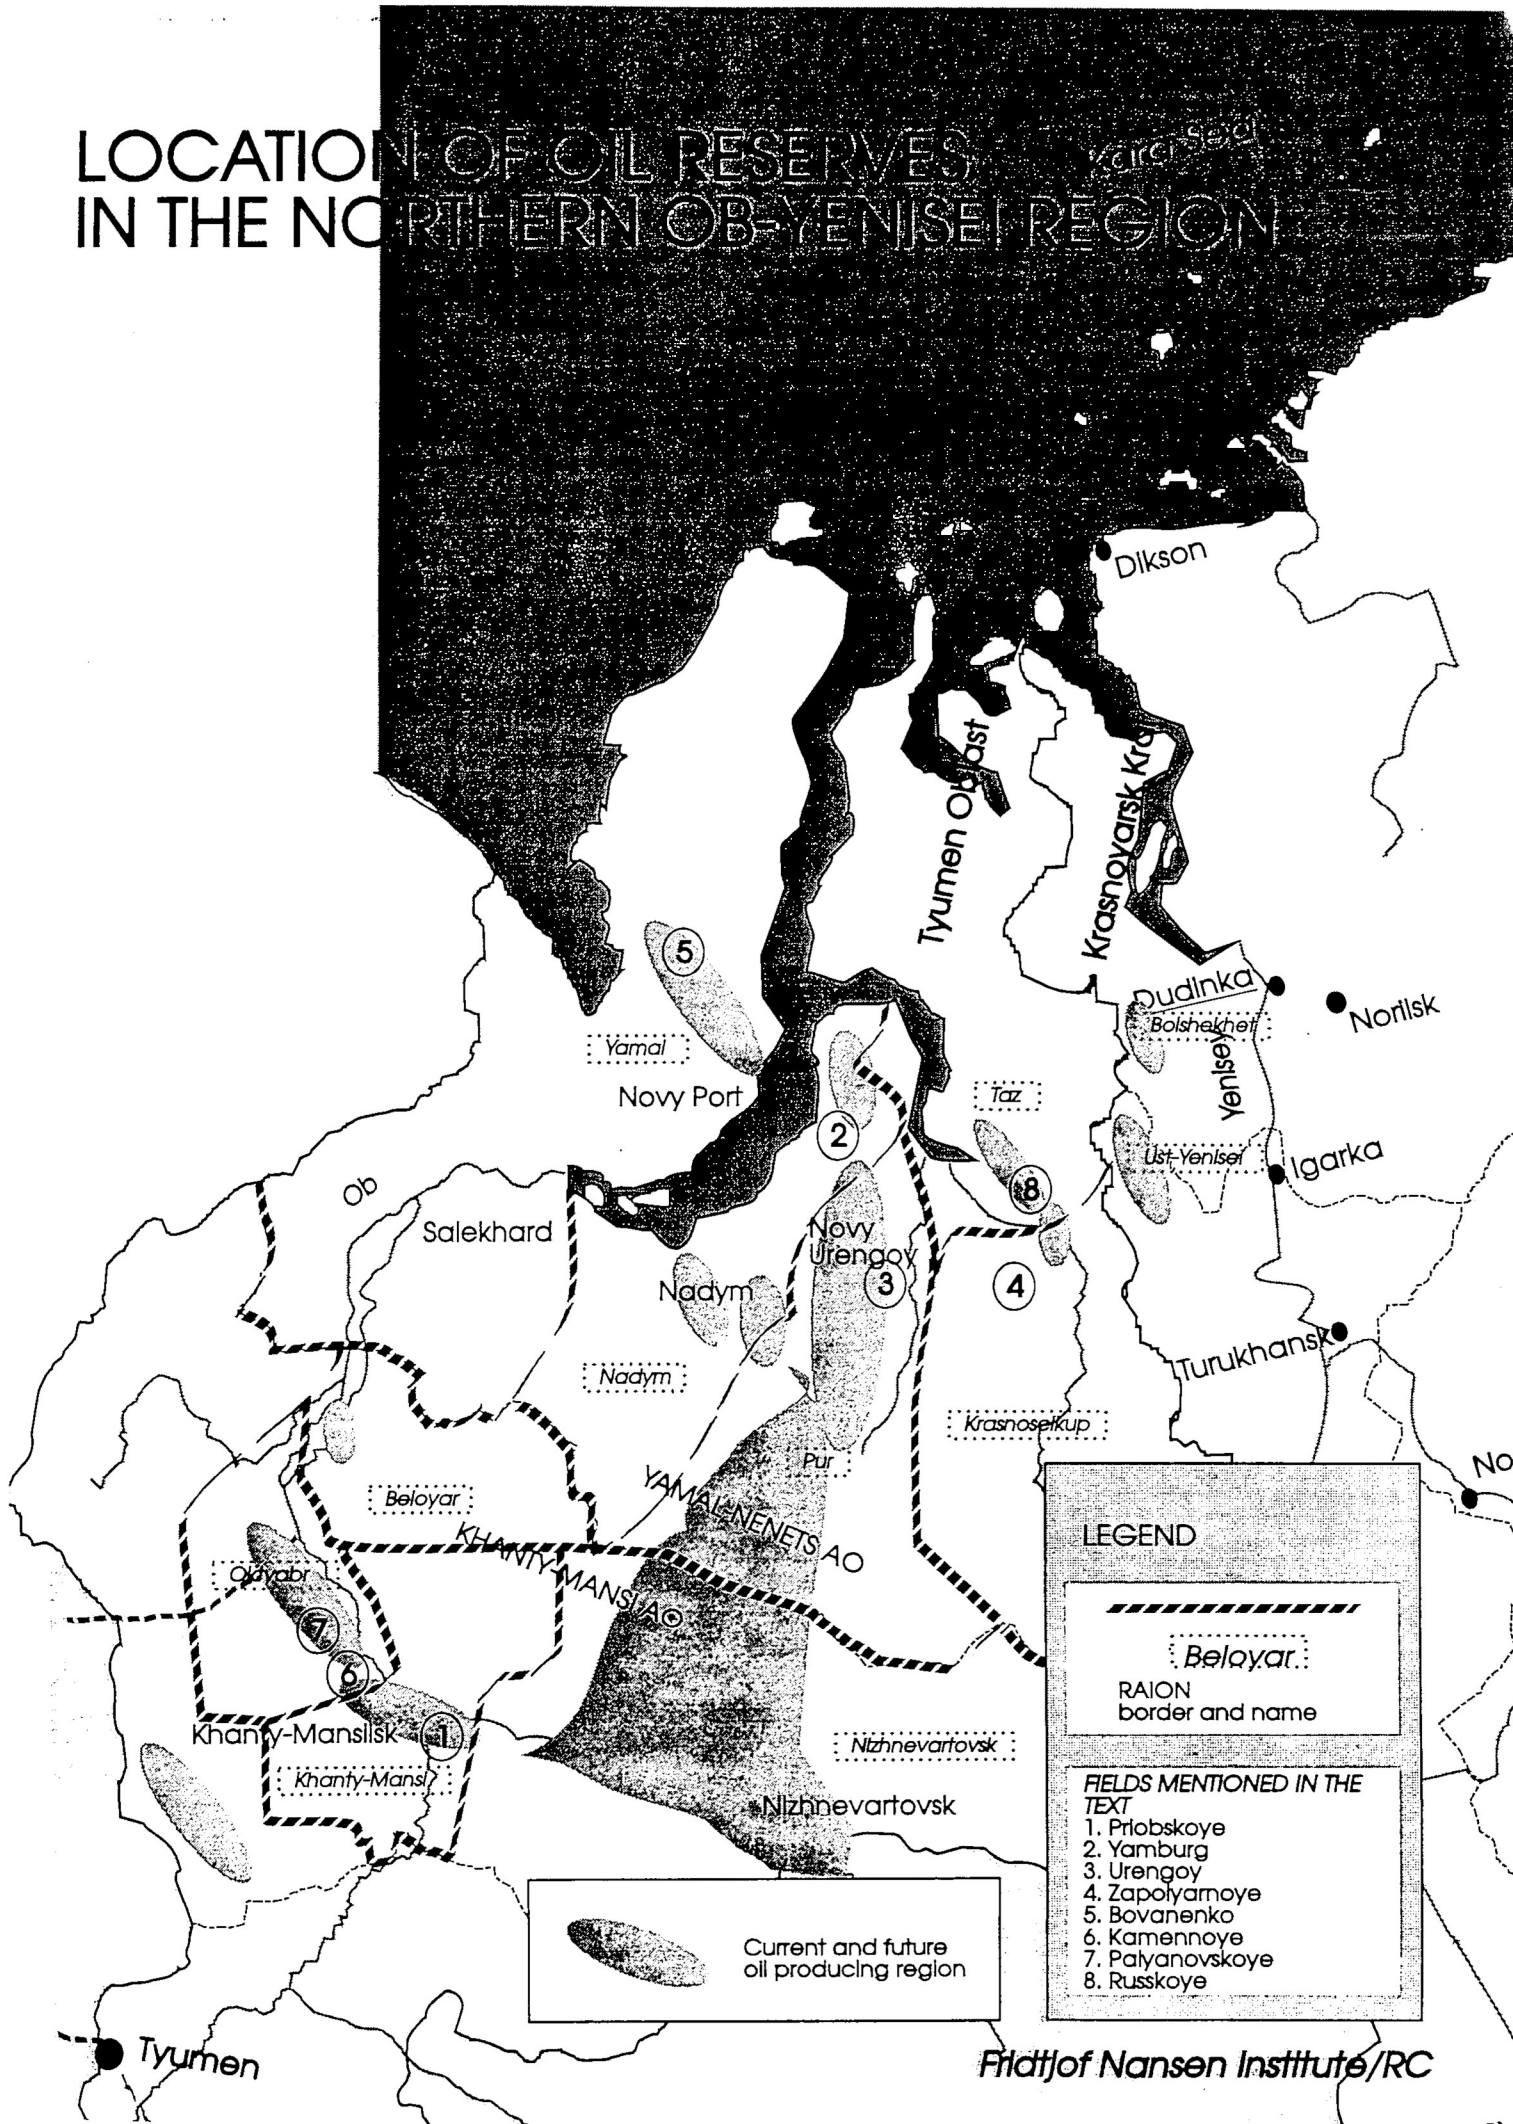 LOCATION OF OIL RESERVES
IN THE NORTHERN OB-YENISEI REGION
Kara Sea
Dikson
Tyumen Oblast
Krasnoyarsk Kra
5
Dudinka
Norilsk
Bolshekhet
Yenisey
Yamal
Novy Port
Taz
2
Ust-Yenisei
Igarka
8
Ob
Salekhard
Novy
Urengoy
3
4
Nadym
Turukhansk
Nadym
Krasnoselkup
Pur
No
Beloyar
YAMAL-NENETS AO
KHANTY-MANSI AO
7
6
Khanty-Mansiisk
1
Khanty-Mansi
Nizhnevartovsk
Nizhnevartovsk
LEGEND
Beloyar
RAION
border and name
FIELDS MENTIONED IN THE
TEXT
1. Priobskoye
2. Yamburg
3. Urengoy
4. Zapolyarnoye
5. Bovanenko
6. Kamennoye
7. Palyanovskoye
8. Russkoye
Current and future
oil producing region
Tyumen
Fridtjof Nansen Institute/RC